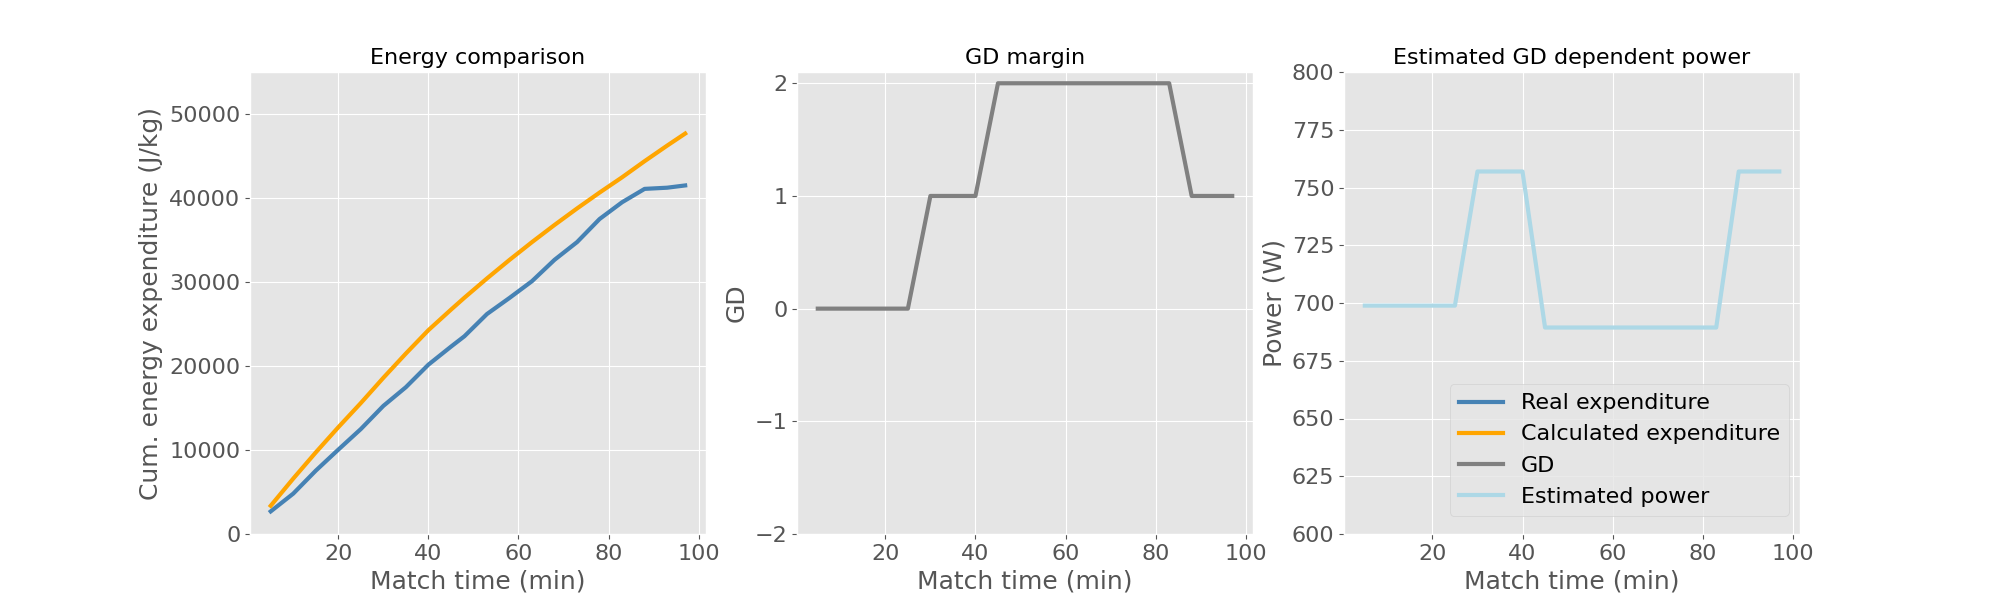 Energy comparison
GD margin
Estimated GD dependent power
Cum. energy expenditure (J/kg)
50000
40000
30000
20000
10000
0
20
40
60
80
100
Match time (min)
GD
2
1
0
−1
−2
20
40
60
80
100
Match time (min)
Power (W)
800
775
750
725
700
675
650
625
600
20
40
60
80
100
Match time (min)
Real expenditure
Calculated expenditure
GD
Estimated power